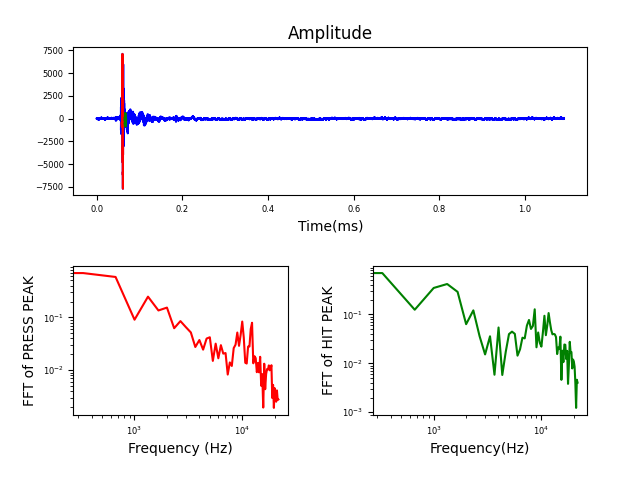 Amplitude
7500
5000
2500
0
−2500
−5000
−7500
0.0 0.2 0.4 0.6 0.8 1.0
Time(ms)
FFT of PRESS PEAK
10⁻¹
10⁻²
10³ 10⁴
Frequency (Hz)
FFT of HIT PEAK
10⁻¹
10⁻²
10⁻³
10³ 10⁴
Frequency(Hz)